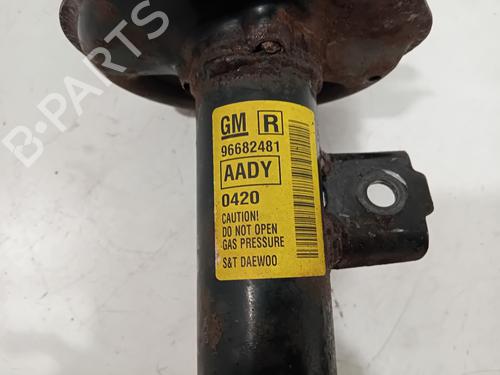 B-PARTS
GM R
96682481
AADY
0420
CAUTION!
DO NOT OPEN
GAS PRESSURE
S&T DAEWOO